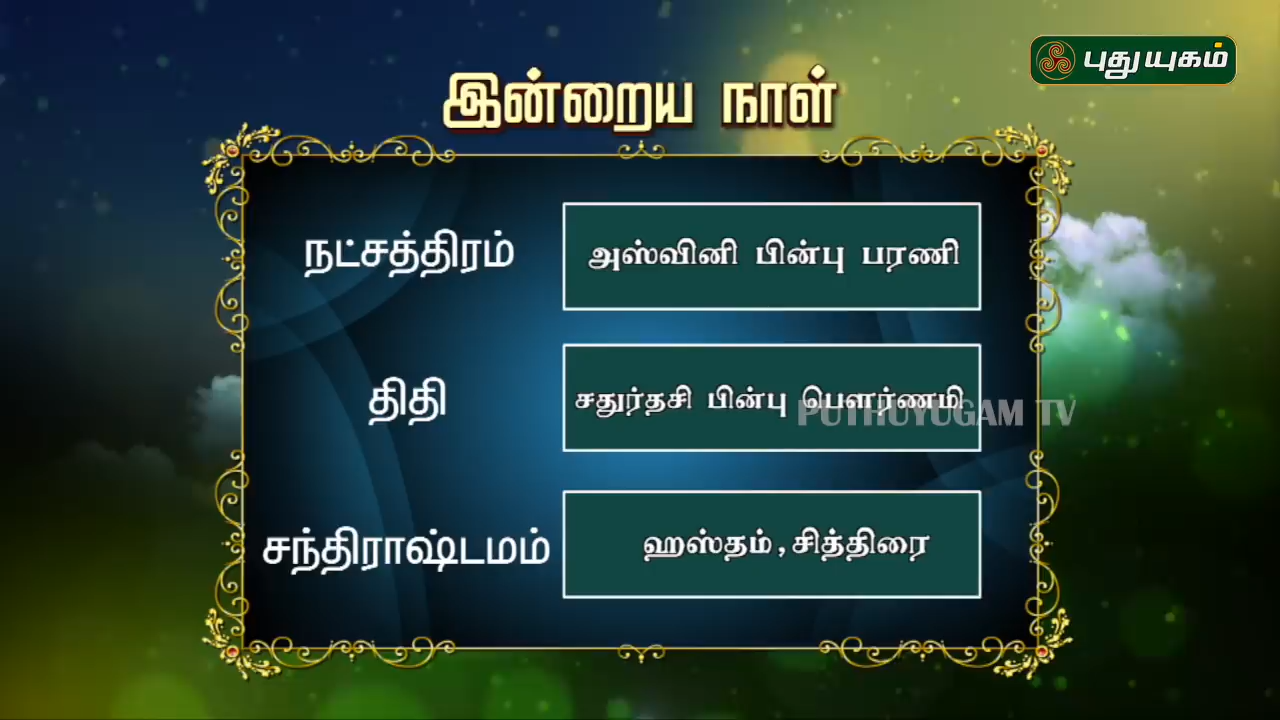 புதுயுகம்
இன்றைய நாள்
நட்சத்திரம்
அஸ்வினி பின்பு பரணி
திதி
சதுர்தசி பின்பு பௌர்ணமி
PUTHUYUGAM TV
சந்திராஷ்டமம்
ஹஸ்தம்,சித்திரை